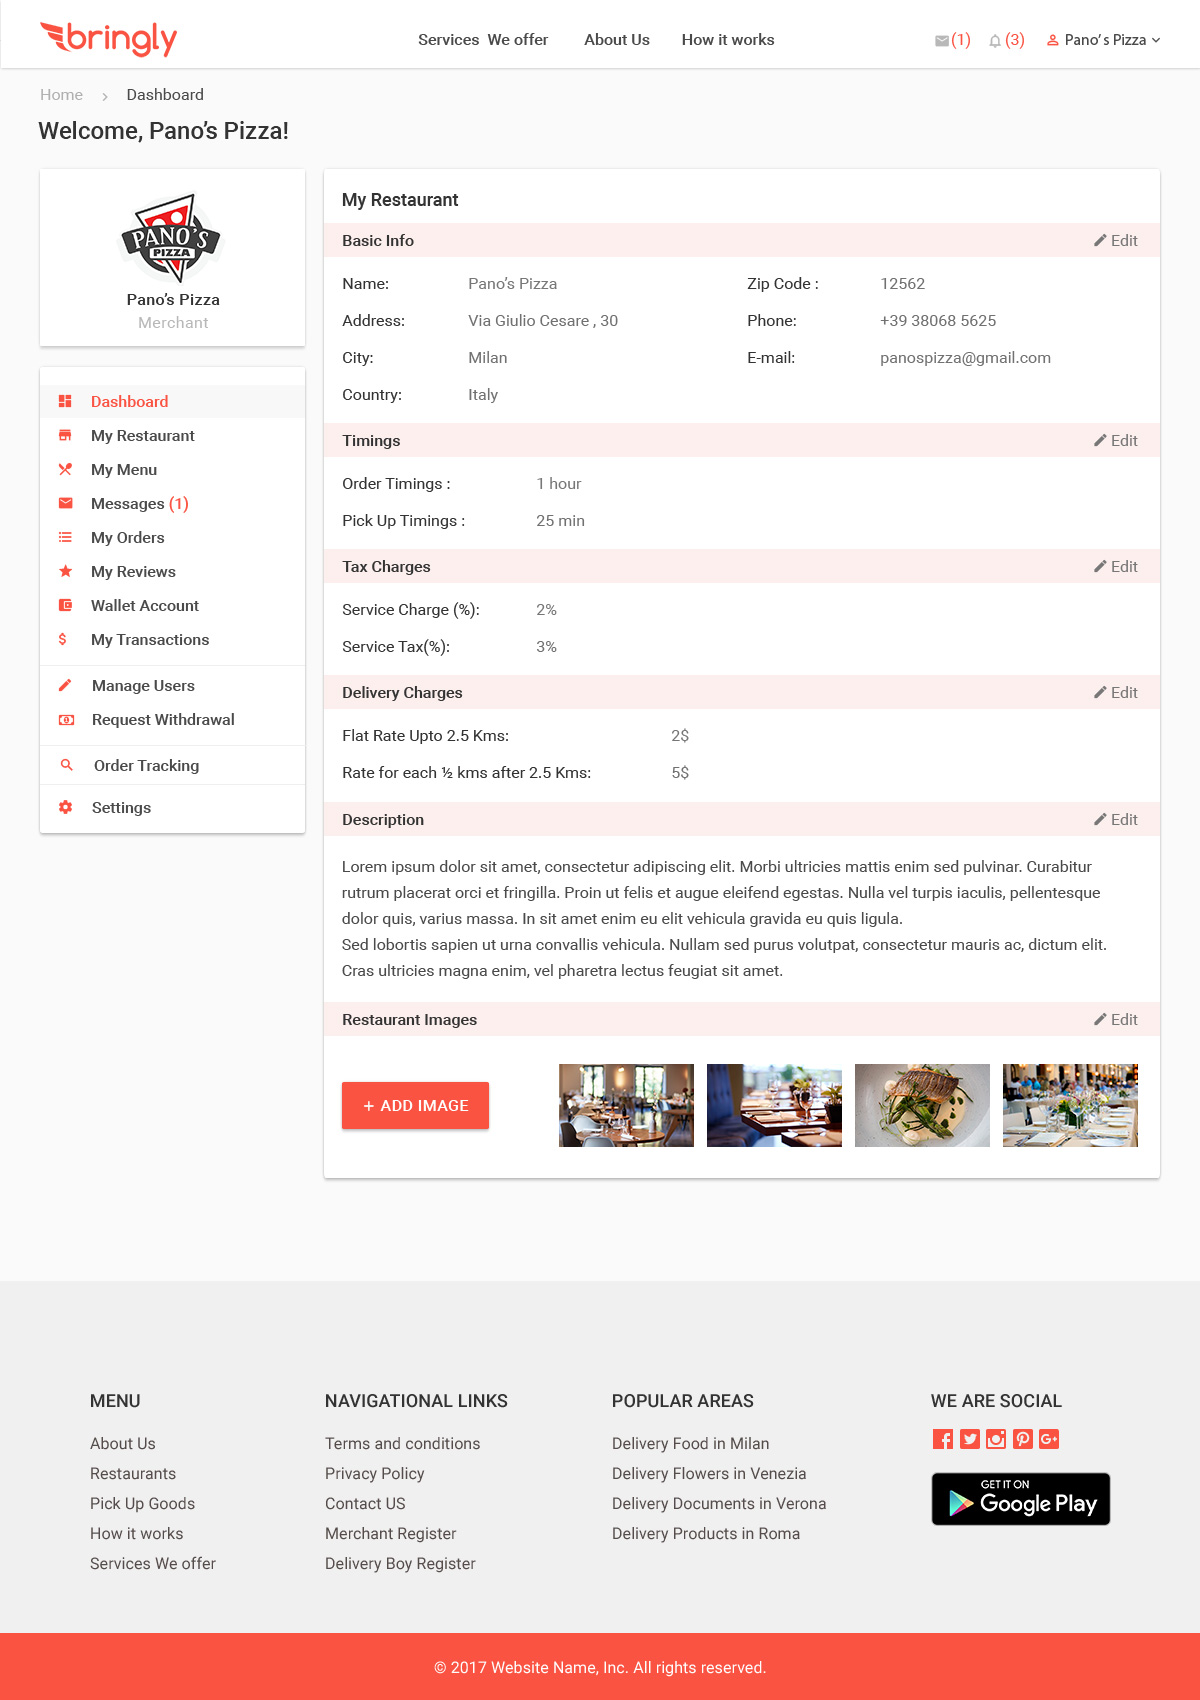 bringly
Services  We offer   About Us   How it works   (1)   (3)   Pano's Pizza
Home > Dashboard
Welcome, Pano's Pizza!
PANO'S
PIZZA
Pano's Pizza
Merchant
Dashboard
My Restaurant
My Menu
Messages (1)
My Orders
My Reviews
Wallet Account
My Transactions
Manage Users
Request Withdrawal
Order Tracking
Settings
My Restaurant
Basic Info   Edit
Name:   Pano's Pizza   Zip Code :   12562
Address:   Via Giulio Cesare , 30   Phone:   +39 38068 5625
City:   Milan   E-mail:   panospizza@gmail.com
Country:   Italy
Timings   Edit
Order Timings :   1 hour
Pick Up Timings :   25 min
Tax Charges   Edit
Service Charge (%):   2%
Service Tax(%):   3%
Delivery Charges   Edit
Flat Rate Upto 2.5 Kms:   2$
Rate for each ½ kms after 2.5 Kms:   5$
Description   Edit
Lorem ipsum dolor sit amet, consectetur adipiscing elit. Morbi ultricies mattis enim sed pulvinar. Curabitur
rutrum placerat orci et fringilla. Proin ut felis et augue eleifend egestas. Nulla vel turpis iaculis, pellentesque
dolor quis, varius massa. In sit amet enim eu elit vehicula gravida eu quis ligula.
Sed lobortis sapien ut urna convallis vehicula. Nullam sed purus volutpat, consectetur mauris ac, dictum elit.
Cras ultricies magna enim, vel pharetra lectus feugiat sit amet.
Restaurant Images   Edit
+ ADD IMAGE
MENU
About Us
Restaurants
Pick Up Goods
How it works
Services We offer
NAVIGATIONAL LINKS
Terms and conditions
Privacy Policy
Contact US
Merchant Register
Delivery Boy Register
POPULAR AREAS
Delivery Food in Milan
Delivery Flowers in Venezia
Delivery Documents in Verona
Delivery Products in Roma
WE ARE SOCIAL
GET IT ON
Google Play
© 2017 Website Name, Inc. All rights reserved.